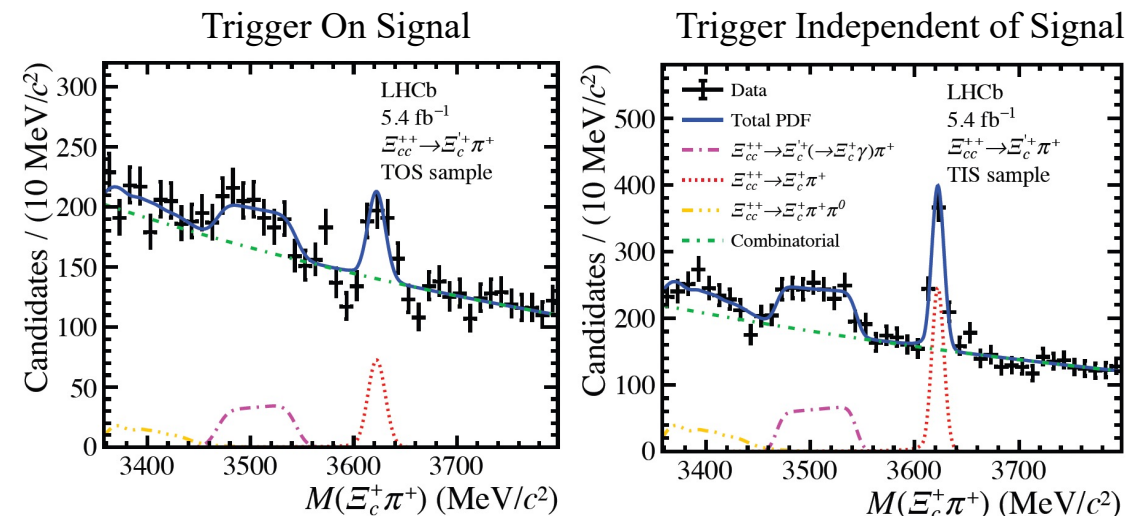 Trigger On Signal
Candidates / (10 MeV/c²)
300
250
200
150
100
50
0
LHCb
5.4 fb⁻¹
Ξcc⁺⁺→Ξc'⁺π⁺
TOS sample
3400 3500 3600 3700
M(Ξc⁺π⁺) (MeV/c²)
Trigger Independent of Signal
Candidates / (10 MeV/c²)
500
400
300
200
100
0
Data
Total PDF
Ξcc⁺⁺→Ξc'⁺(→Ξc⁺γ)π⁺
Ξcc⁺⁺→Ξc⁺π⁺
Ξcc⁺⁺→Ξc⁺π⁺π⁰
Combinatorial
LHCb
5.4 fb⁻¹
Ξcc⁺⁺→Ξc'⁺π⁺
TIS sample
3400 3500 3600 3700
M(Ξc⁺π⁺) (MeV/c²)